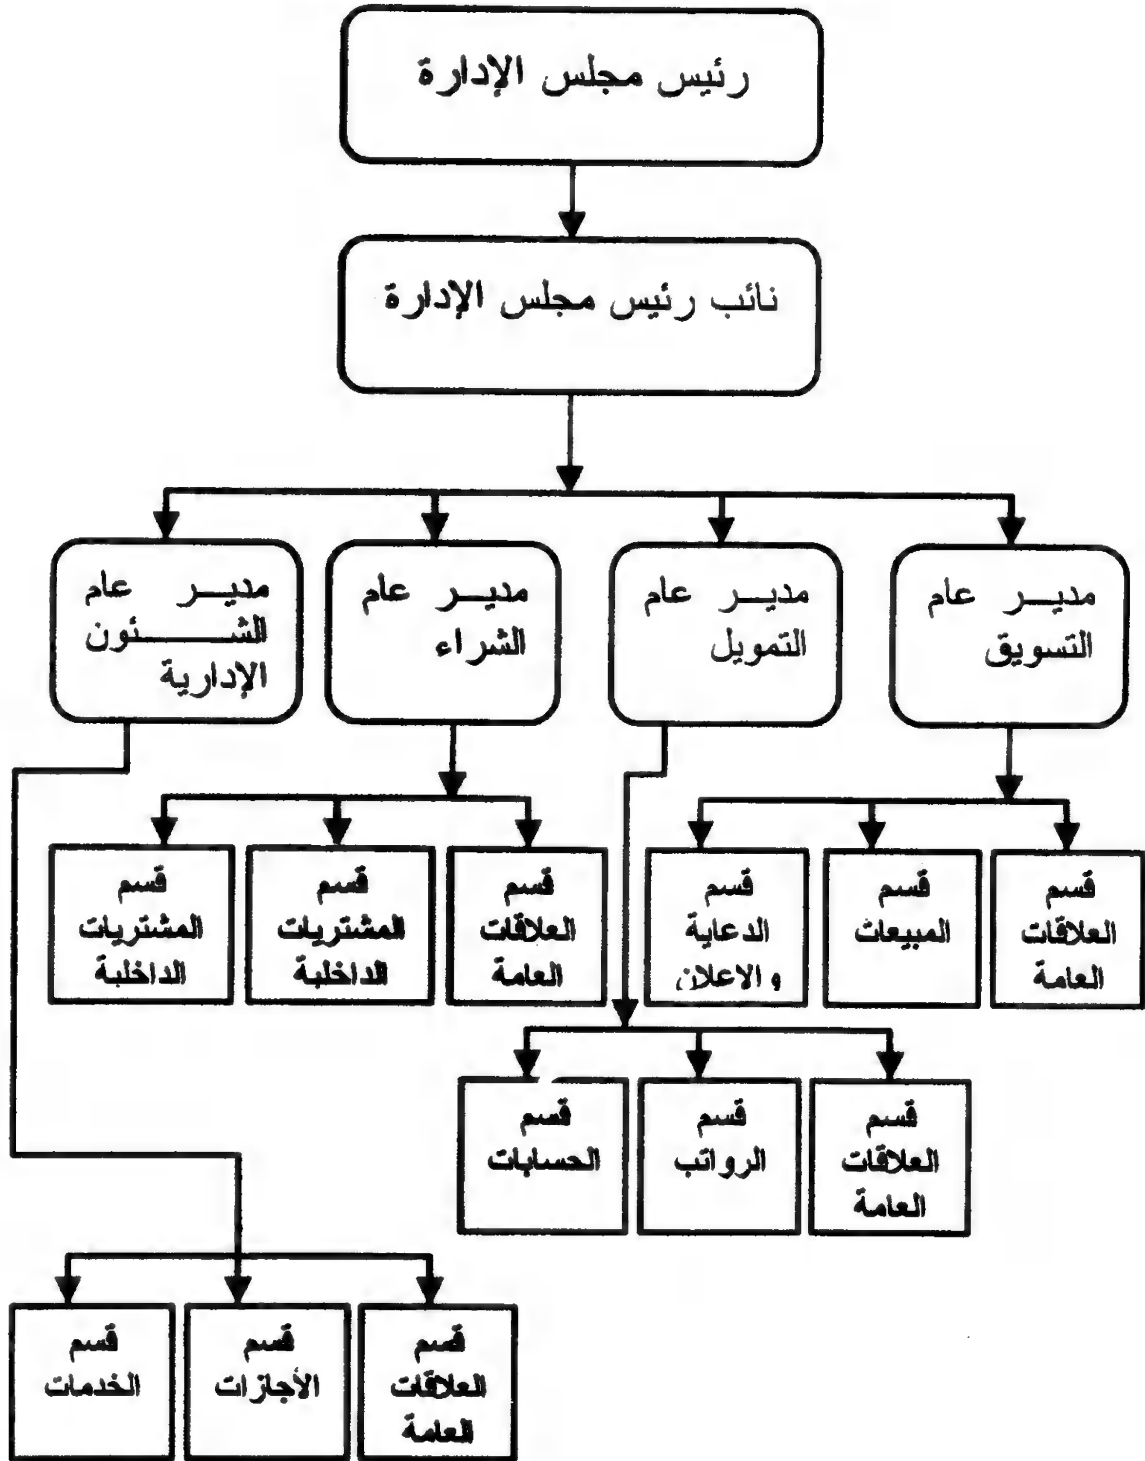 رئيس مجلس الإدارة
نائب رئيس مجلس الإدارة
مدير عام
التسويق
مدير عام
التمويل
مدير عام
الشراء
مدير عام
الشئون
الإدارية
قسم
العلاقات
العامة
قسم
المبيعات
قسم
الدعاية
والاعلان
قسم
العلاقات
العامة
قسم
المشتريات
الداخلية
قسم
المشتريات
الداخلية
قسم
العلاقات
العامة
قسم
الرواتب
قسم
الحسابات
قسم
العلاقات
العامة
قسم
الأجازات
قسم
الخدمات